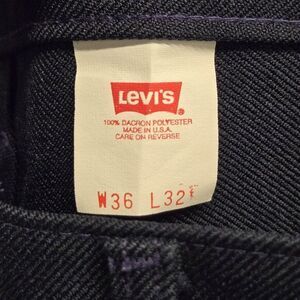 LEVI'S
100% DACRON POLYESTER
MADE IN U.S.A.
CARE ON REVERSE
W36 L32